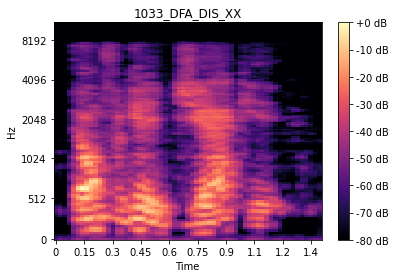 1033_DFA_DIS_XX
+0 dB
8192
-10 dB
4096
-20 dB
-30 dB
2048
Hz
-40 dB
1024
-50 dB
512
-60 dB
-70 dB
0
-80 dB
0 0.15 0.3 0.45 0.6 0.75 0.9 1.1 1.2 1.4
Time